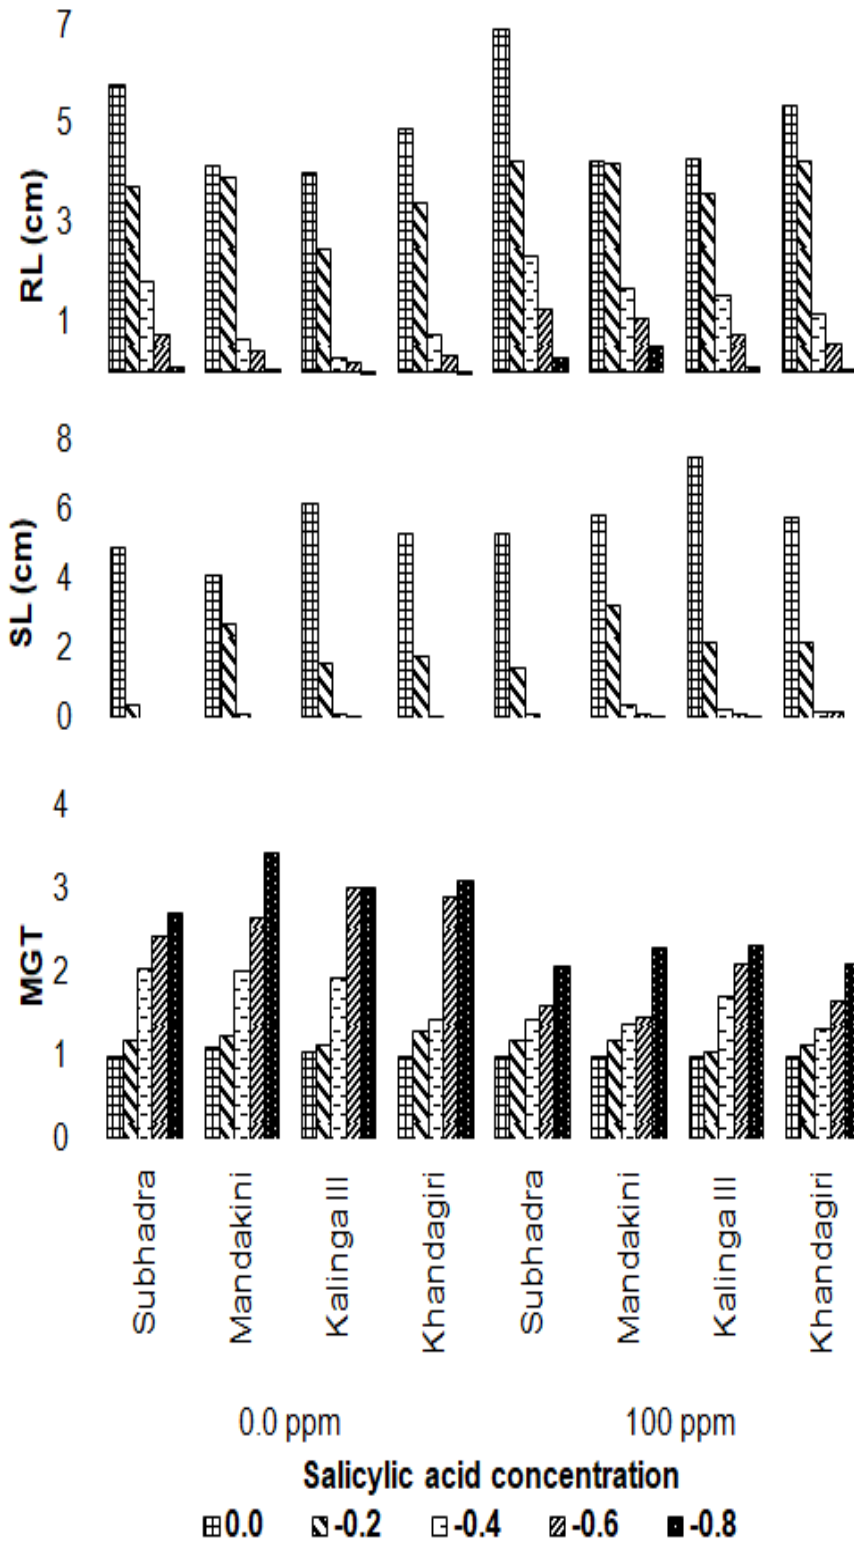 7
5
3
1
RL (cm)
8
6
4
2
0
SL (cm)
4
3
2
1
0
MGT
Subhadra
Mandakini
Kalinga III
Khandagiri
Subhadra
Mandakini
Kalinga III
Khandagiri
0.0 ppm 100 ppm
Salicylic acid concentration
0.0 -0.2 -0.4 -0.6 -0.8